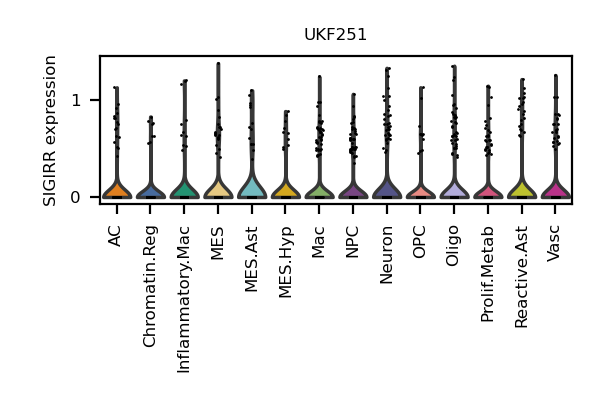 UKF251
SIGIRR expression
1
0
AC
Chromatin.Reg
Inflammatory.Mac
MES
MES.Ast
MES.Hyp
Mac
NPC
Neuron
OPC
Oligo
Prolif.Metab
Reactive.Ast
Vasc